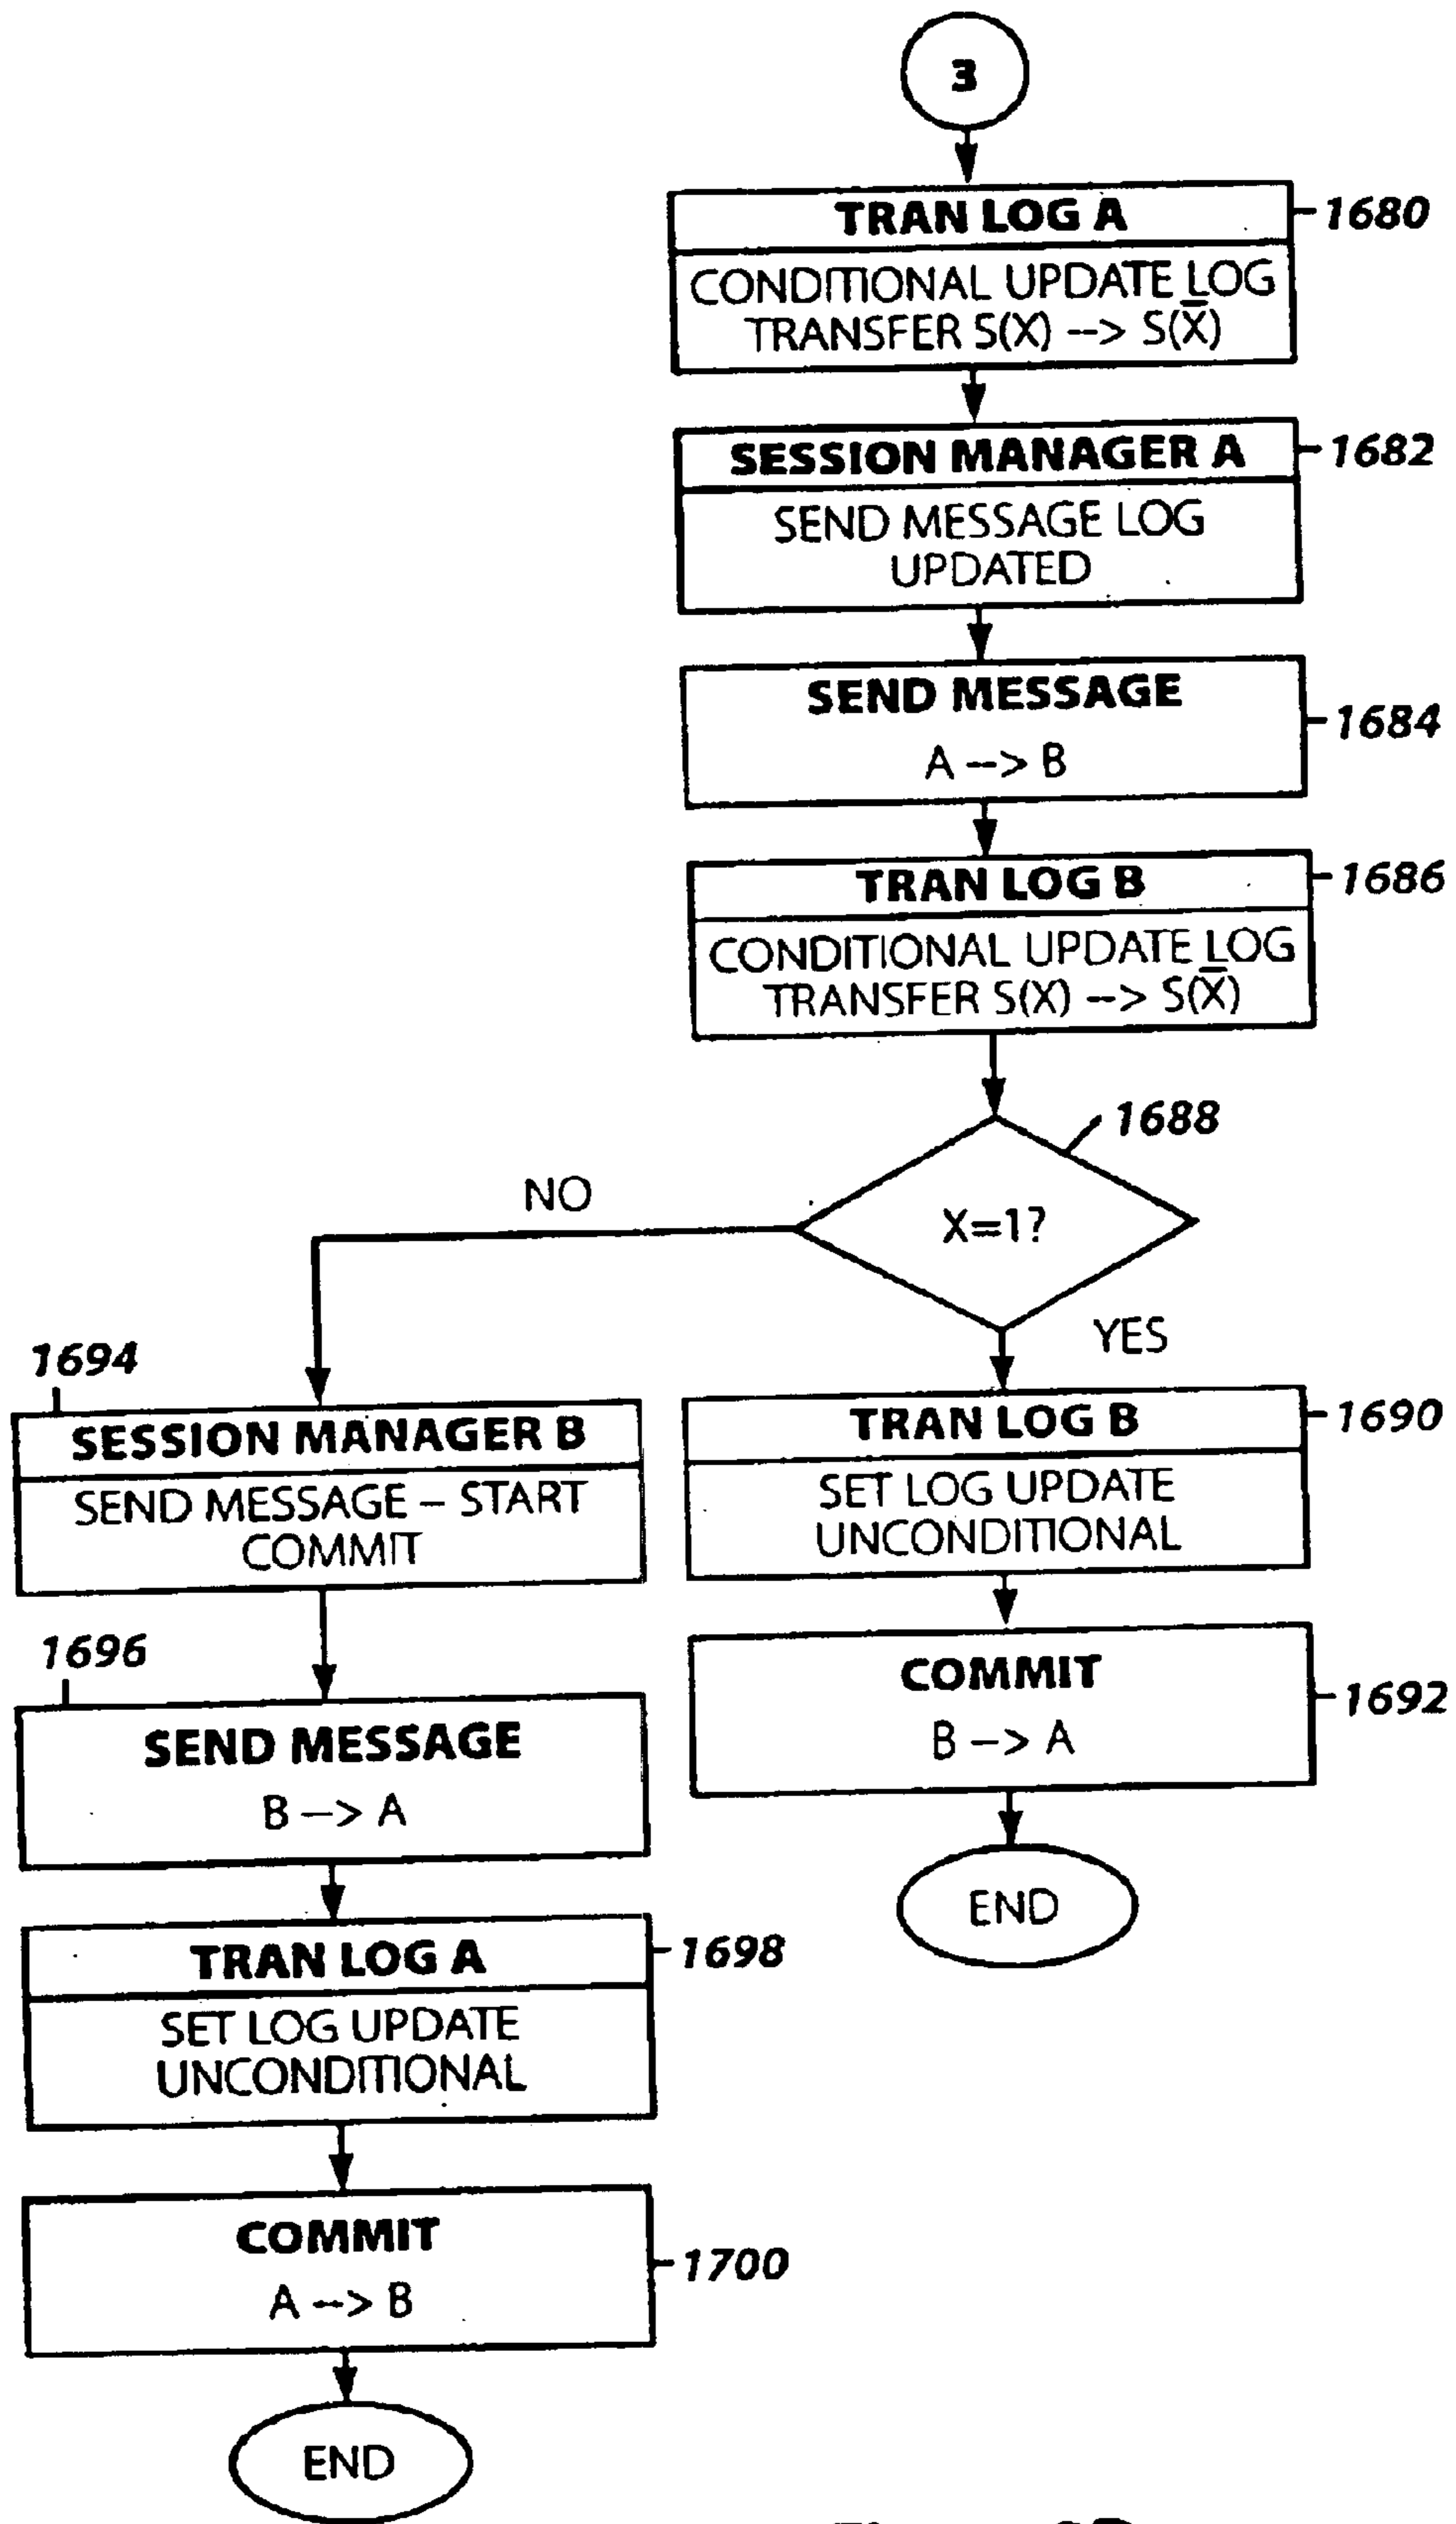 3
TRAN LOG A
1680
CONDITIONAL UPDATE LOG
TRANSFER S(X) --> S(X̅)
SESSION MANAGER A
1682
SEND MESSAGE LOG
UPDATED
SEND MESSAGE
1684
A --> B
TRAN LOG B
1686
CONDITIONAL UPDATE LOG
TRANSFER S(X) --> S(X̅)
1688
X=1?
NO
YES
1694
SESSION MANAGER B
SEND MESSAGE – START
COMMIT
1696
SEND MESSAGE
B --> A
TRAN LOG A
1698
SET LOG UPDATE
UNCONDITIONAL
COMMIT
1700
A --> B
END
TRAN LOG B
1690
SET LOG UPDATE
UNCONDITIONAL
COMMIT
1692
B --> A
END